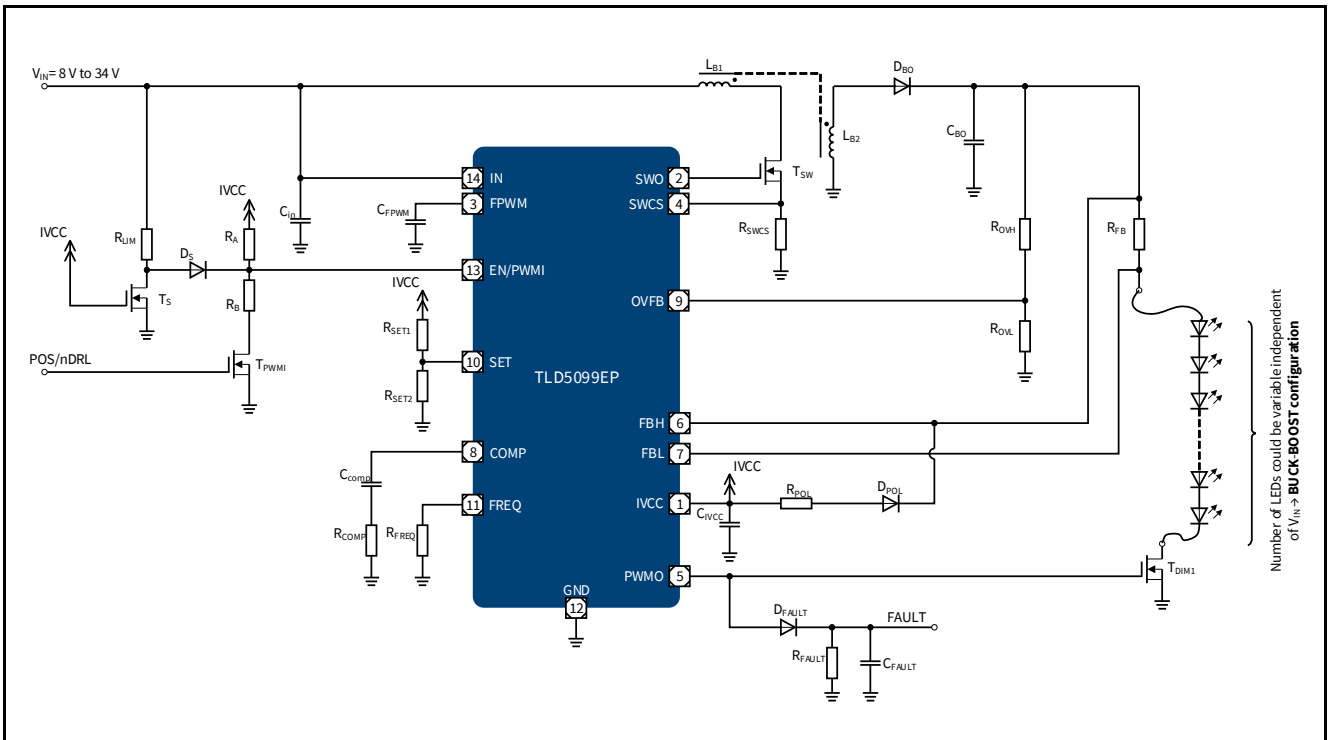 V_IN = 8 V to 34 V
L_B1
D_BO
L_B2
C_BO
IVCC
C_in
14 IN
3 FPWM
C_FPWM
SWO 2
SWCS 4
T_SW
R_SWCS
R_OVH
R_FB
IVCC
R_LIM
D_S
R_A
T_S
R_B
13 EN/PWMI
IVCC
R_SET1
OVFB 9
R_OVL
POS/nDRL
T_PWMI
10 SET
R_SET2
TLD5099EP
FBH 6
FBL 7
8 COMP
C_comp
R_COMP
R_FREQ
11 FREQ
IVCC
IVCC 1
C_IVCC
R_POL
D_POL
PWMO 5
T_DIM1
GND
12
D_FAULT
FAULT
R_FAULT
C_FAULT
Number of LEDs could be variable independent
of V_IN → BUCK-BOOST configuration